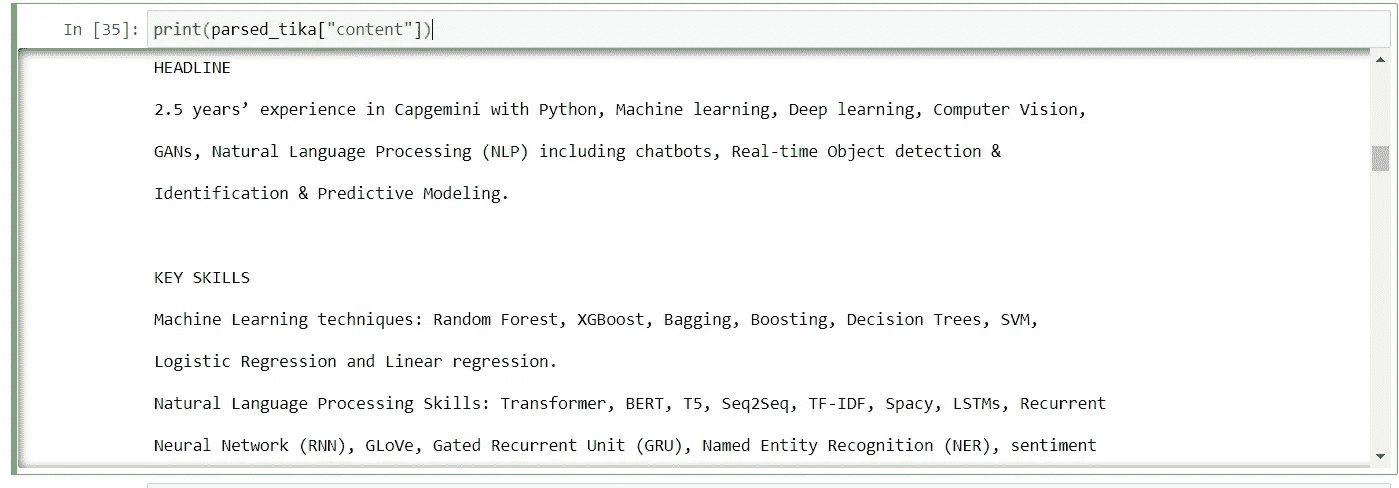 In [35]: print(parsed_tika["content"])
HEADLINE
2.5 years’ experience in Capgemini with Python, Machine learning, Deep learning, Computer Vision,
GANs, Natural Language Processing (NLP) including chatbots, Real-time Object detection &
Identification & Predictive Modeling.
KEY SKILLS
Machine Learning techniques: Random Forest, XGBoost, Bagging, Boosting, Decision Trees, SVM,
Logistic Regression and Linear regression.
Natural Language Processing Skills: Transformer, BERT, T5, Seq2Seq, TF-IDF, Spacy, LSTMs, Recurrent
Neural Network (RNN), GLoVe, Gated Recurrent Unit (GRU), Named Entity Recognition (NER), sentiment